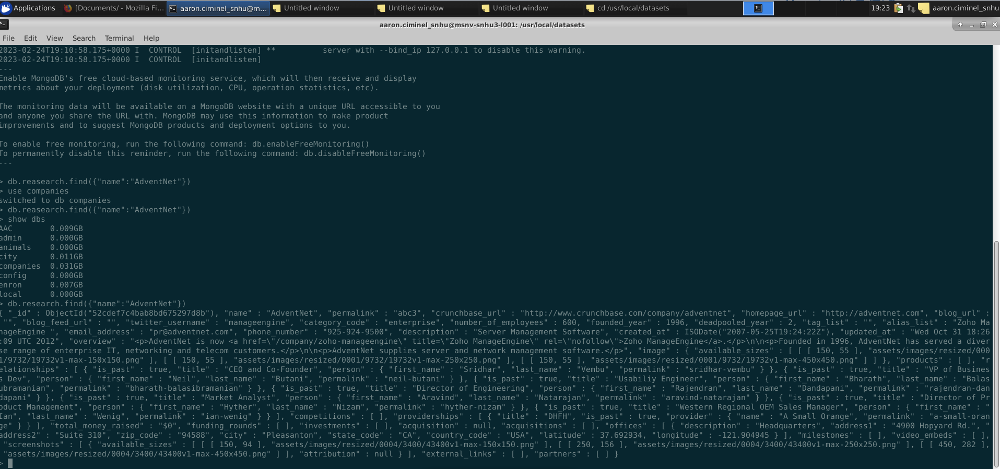 Applications [Documents/ - Mozilla Fi... aaron.ciminel_snhu@m... Untitled window Untitled window Untitled window cd /usr/local/datasets 19:23 aaron.ciminel_snhu
aaron.ciminel_snhu@msnv-snhu3-l001: /usr/local/datasets
File Edit View Search Terminal Help
2023-02-24T19:10:58.175+0000 I  CONTROL  [initandlisten] **          server with --bind_ip 127.0.0.1 to disable this warning.
2023-02-24T19:10:58.175+0000 I  CONTROL  [initandlisten]
---
Enable MongoDB's free cloud-based monitoring service, which will then receive and display
metrics about your deployment (disk utilization, CPU, operation statistics, etc).
The monitoring data will be available on a MongoDB website with a unique URL accessible to you
and anyone you share the URL with. MongoDB may use this information to make product
improvements and to suggest MongoDB products and deployment options to you.
To enable free monitoring, run the following command: db.enableFreeMonitoring()
To permanently disable this reminder, run the following command: db.disableFreeMonitoring()
---
> db.reasearch.find({"name":"AdventNet"})
> use companies
switched to db companies
> db.reasearch.find({"name":"AdventNet"})
> show dbs
AAC        0.009GB
admin      0.000GB
animals    0.000GB
city       0.011GB
companies  0.031GB
config     0.000GB
enron      0.007GB
local      0.000GB
> db.research.find({"name":"AdventNet"})
{ "_id" : ObjectId("52cdef7c4bab8bd675297d8b"), "name" : "AdventNet", "permalink" : "abc3", "crunchbase_url" : "http://www.crunchbase.com/company/adventnet", "homepage_url" : "http://adventnet.com", "blog_url" :
 "", "blog_feed_url" : "", "twitter_username" : "manageengine", "category_code" : "enterprise", "number_of_employees" : 600, "founded_year" : 1996, "deadpooled_year" : 2, "tag_list" : "", "alias_list" : "Zoho Ma
nageEngine ", "email_address" : "pr@adventnet.com", "phone_number" : "925-924-9500", "description" : "Server Management Software", "created_at" : ISODate("2007-05-25T19:24:22Z"), "updated_at" : "Wed Oct 31 18:26
:09 UTC 2012", "overview" : "<p>AdventNet is now <a href=\"/company/zoho-manageengine\" title=\"Zoho ManageEngine\" rel=\"nofollow\">Zoho ManageEngine</a>.</p>\n\n<p>Founded in 1996, AdventNet has served a diver
se range of enterprise IT, networking and telecom customers.</p>\n\n<p>AdventNet supplies server and network management software.</p>", "image" : { "available_sizes" : [ [ [ 150, 55 ], "assets/images/resized/000
1/9732/19732v1-max-150x150.png" ], [ [ 150, 55 ], "assets/images/resized/0001/9732/19732v1-max-250x250.png" ], [ [ 150, 55 ], "assets/images/resized/0001/9732/19732v1-max-450x450.png" ] ] }, "products" : [ ], "r
elationships" : [ { "is_past" : true, "title" : "CEO and Co-Founder", "person" : { "first_name" : "Sridhar", "last_name" : "Vembu", "permalink" : "sridhar-vembu" } }, { "is_past" : true, "title" : "VP of Busines
s Dev", "person" : { "first_name" : "Neil", "last_name" : "Butani", "permalink" : "neil-butani" } }, { "is_past" : true, "title" : "Usabiliy Engineer", "person" : { "first_name" : "Bharath", "last_name" : "Balas
ubramanian", "permalink" : "bharath-balasibramanian" } }, { "is_past" : true, "title" : "Director of Engineering", "person" : { "first_name" : "Rajendran", "last_name" : "Dandapani", "permalink" : "rajendran-dan
dapani" } }, { "is_past" : true, "title" : "Market Analyst", "person" : { "first_name" : "Aravind", "last_name" : "Natarajan", "permalink" : "aravind-natarajan" } }, { "is_past" : true, "title" : "Director of Pr
oduct Management", "person" : { "first_name" : "Hyther", "last_name" : "Nizam", "permalink" : "hyther-nizam" } }, { "is_past" : true, "title" : "Western Regional OEM Sales Manager", "person" : { "first_name" : "
Ian", "last_name" : "Wenig", "permalink" : "ian-wenig" } } ], "competitions" : [ ], "providerships" : [ { "title" : "DHFH", "is_past" : true, "provider" : { "name" : "A Small Orange", "permalink" : "a-small-oran
ge" } } ], "total_money_raised" : "$0", "funding_rounds" : [ ], "investments" : [ ], "acquisition" : null, "acquisitions" : [ ], "offices" : [ { "description" : "Headquarters", "address1" : "4900 Hopyard Rd.", "
address2" : "Suite 310", "zip_code" : "94588", "city" : "Pleasanton", "state_code" : "CA", "country_code" : "USA", "latitude" : 37.692934, "longitude" : -121.904945 } ], "milestones" : [ ], "video_embeds" : [ ],
 "screenshots" : [ { "available_sizes" : [ [ [ 150, 94 ], "assets/images/resized/0004/3400/43400v1-max-150x150.png" ], [ [ 250, 156 ], "assets/images/resized/0004/3400/43400v1-max-250x250.png" ], [ [ 450, 282 ],
 "assets/images/resized/0004/3400/43400v1-max-450x450.png" ] ], "attribution" : null } ], "external_links" : [ ], "partners" : [ ] }
>